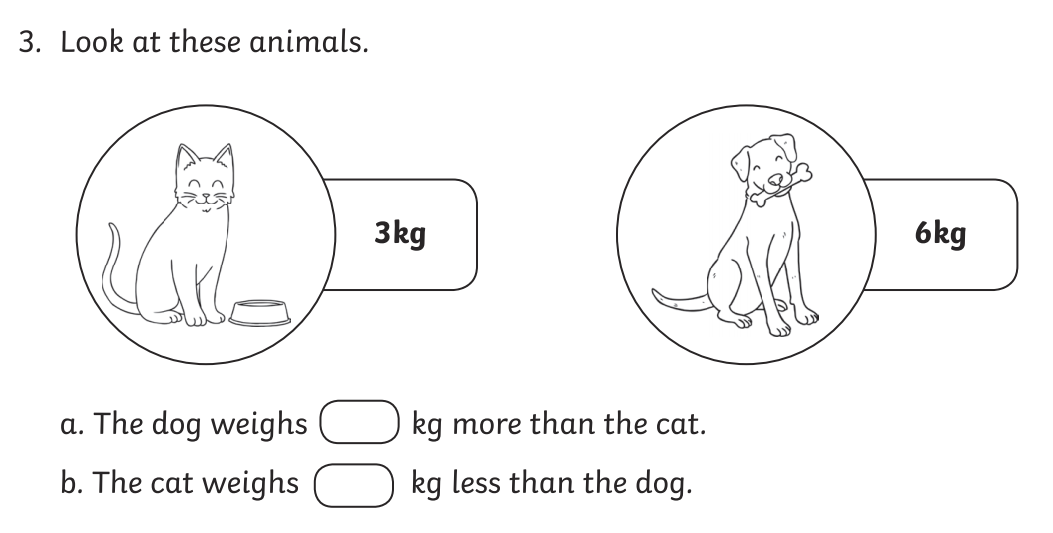 3. Look at these animals.
3kg
6kg
a. The dog weighs kg more than the cat.
b. The cat weighs kg less than the dog.